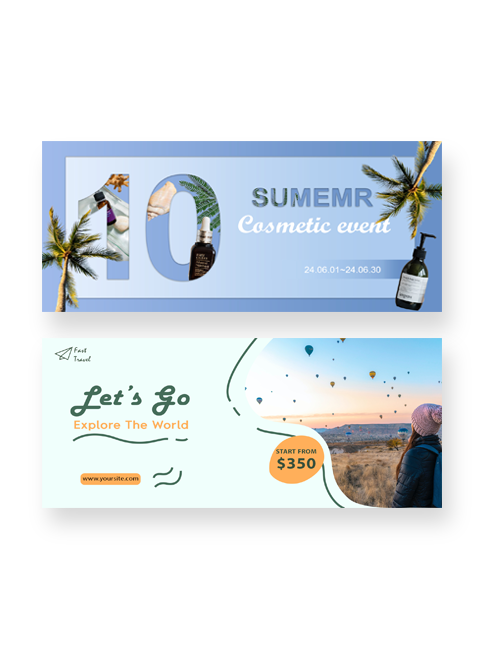 10
SUMEMR
Cosmetic event
24.06.01~24.06.30
Fast
Travel
Let's Go
Explore The World
START FROM
$350
www.yoursite.com